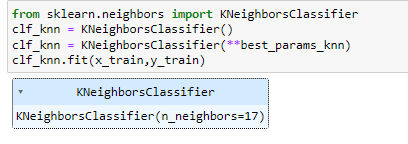 from sklearn.neighbors import KNeighborsClassifier
clf_knn = KNeighborsClassifier()
clf_knn = KNeighborsClassifier(**best_params_knn)
clf_knn.fit(x_train,y_train)
KNeighborsClassifier
KNeighborsClassifier(n_neighbors=17)